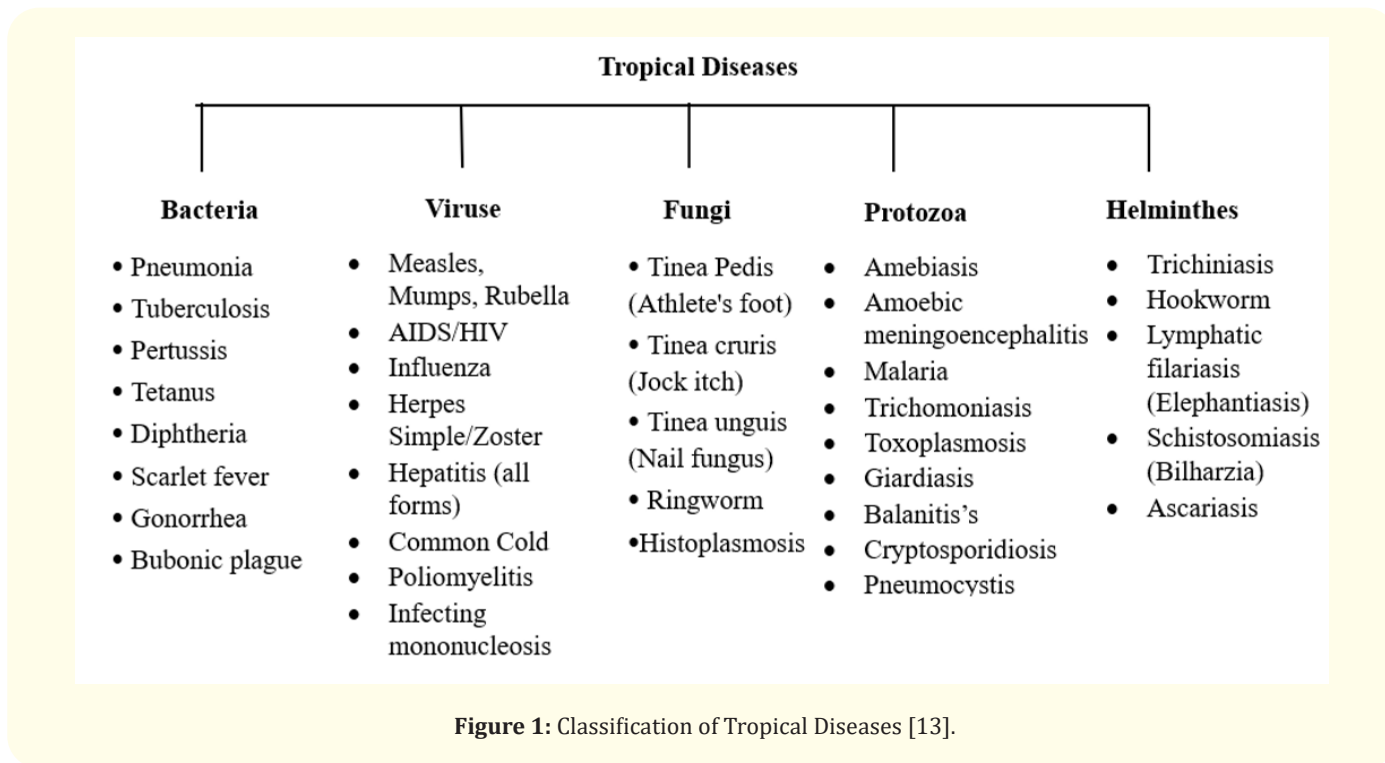 Tropical Diseases
Bacteria
• Pneumonia
• Tuberculosis
• Pertussis
• Tetanus
• Diphtheria
• Scarlet fever
• Gonorrhea
• Bubonic plague
Viruse
• Measles,
Mumps, Rubella
• AIDS/HIV
• Influenza
• Herpes
Simple/Zoster
• Hepatitis (all
forms)
• Common Cold
• Poliomyelitis
• Infecting
mononucleosis
Fungi
• Tinea Pedis
(Athlete's foot)
• Tinea cruris
(Jock itch)
• Tinea unguis
(Nail fungus)
• Ringworm
•Histoplasmosis
Protozoa
• Amebiasis
• Amoebic
meningoencephalitis
• Malaria
• Trichomoniasis
• Toxoplasmosis
• Giardiasis
• Balanitis’s
• Cryptosporidiosis
• Pneumocystis
Helminthes
• Trichiniasis
• Hookworm
• Lymphatic
filariasis
(Elephantiasis)
• Schistosomiasis
(Bilharzia)
• Ascariasis
Figure 1: Classification of Tropical Diseases [13].